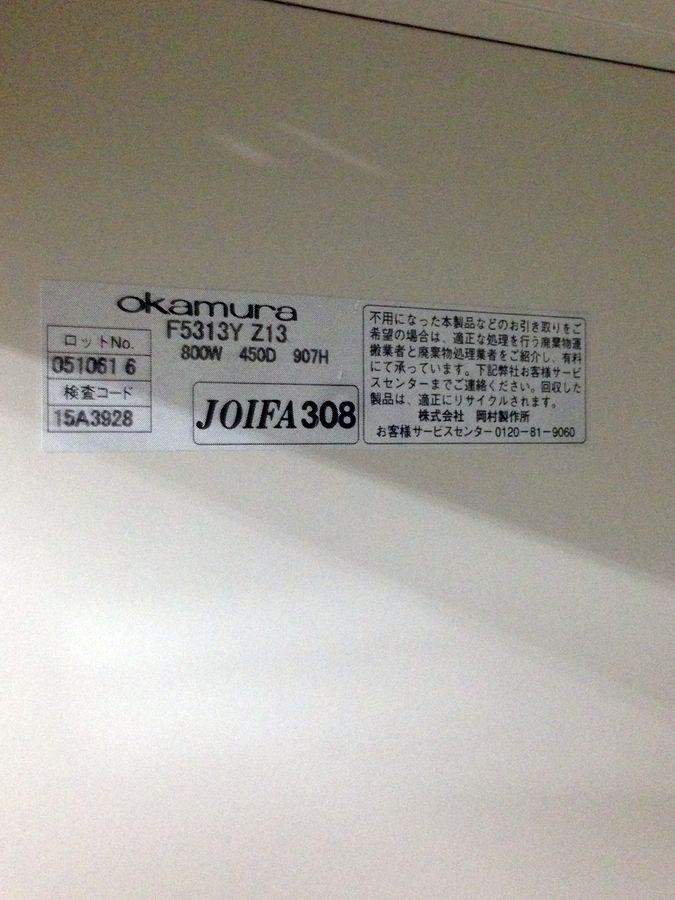 okamura
F5313Y Z13
800W 450D 907H
ロットNo.
051061 6
検査コード
15A3928
JOIFA308
不用になった本製品などのお引き取りをご
希望の場合は、適正な処理を行う廃棄物運
搬業者と廃棄物処理業者をご紹介し、有料
にて承っています。下記弊社お客様サービ
スセンターまでご連絡ください。回収した
製品は、適正にリサイクルされます。
株式会社 岡村製作所
お客様サービスセンター 0120-81-9060